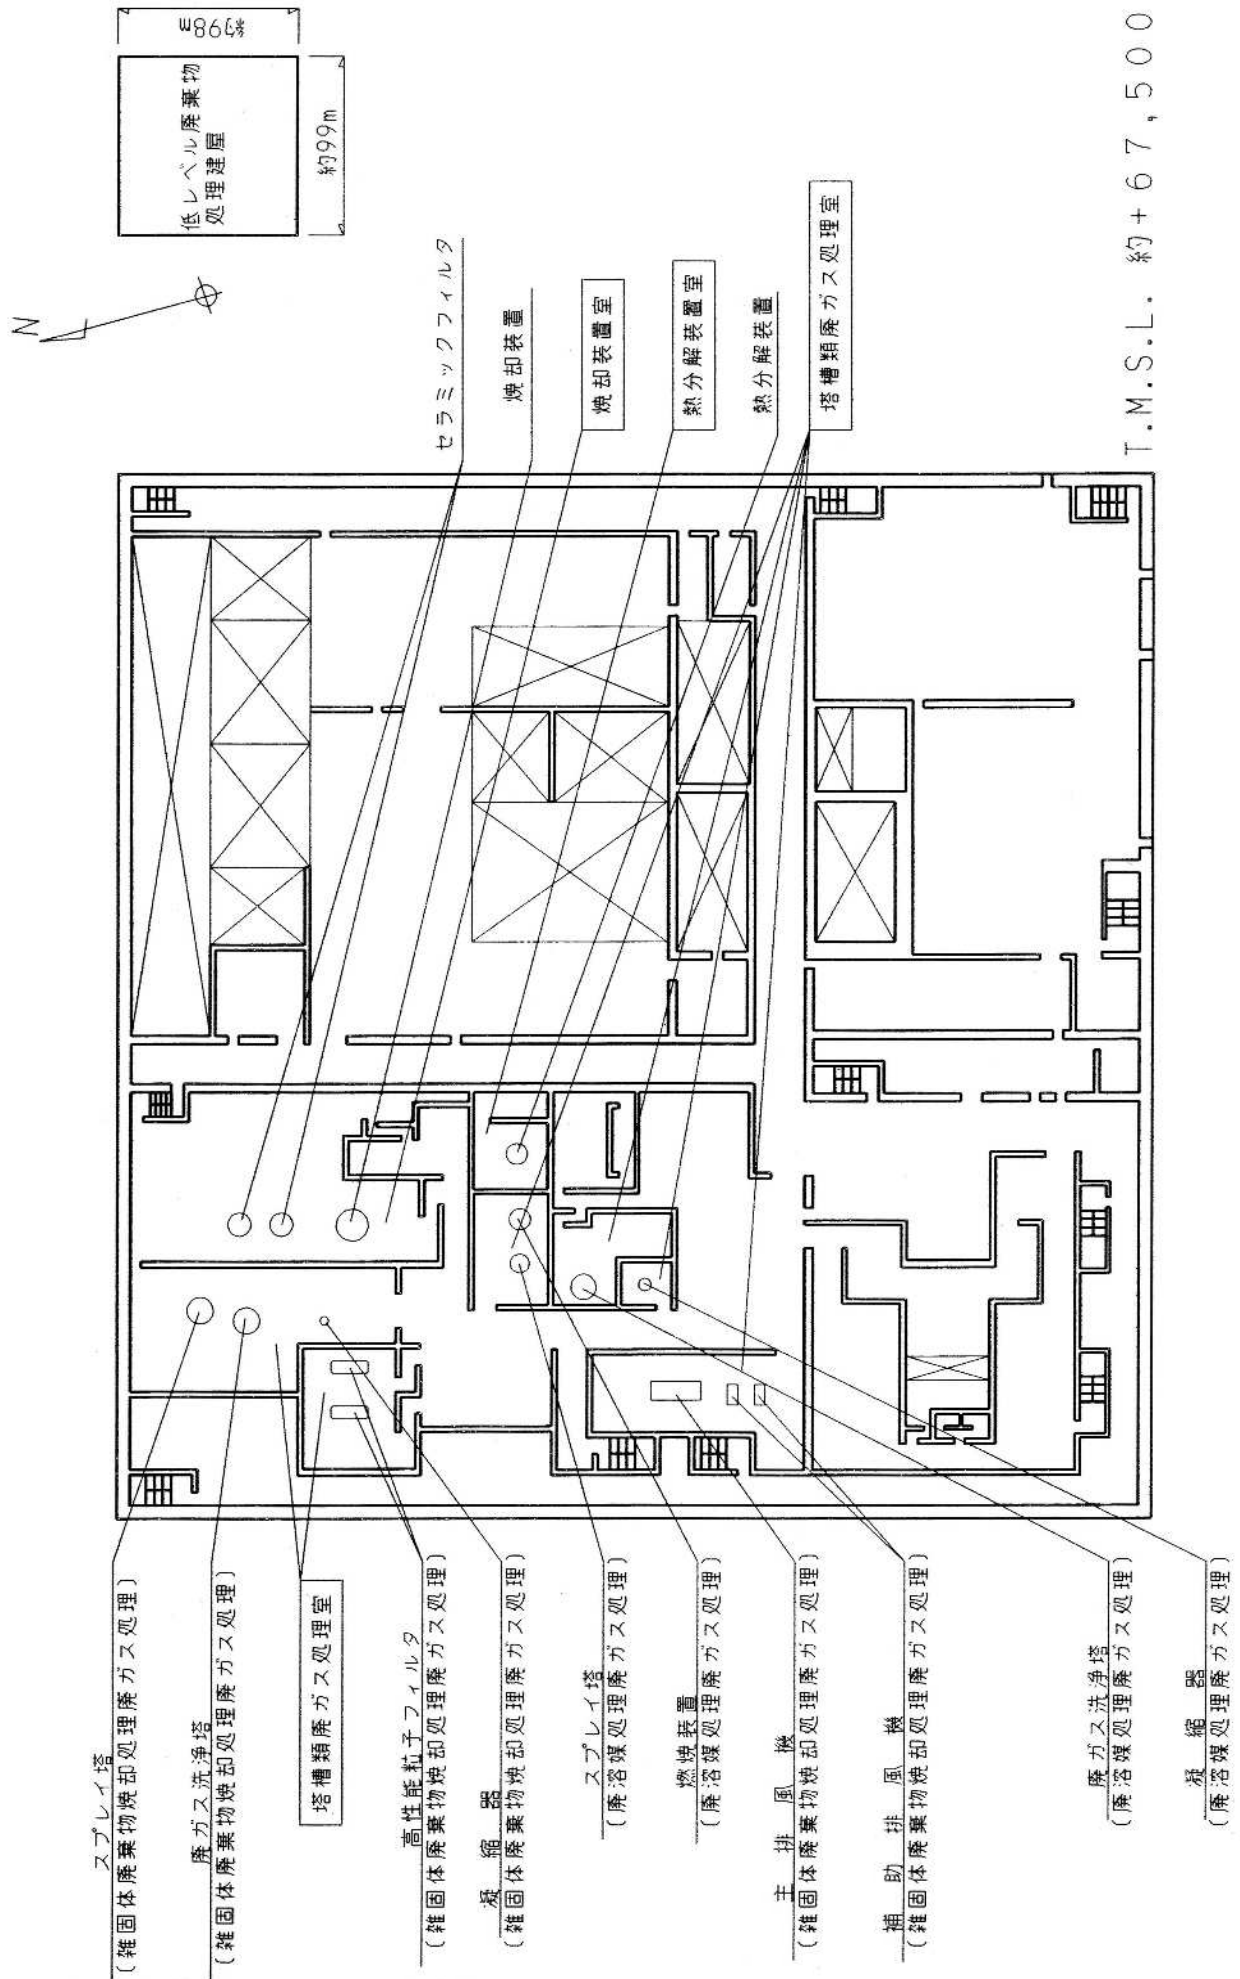 N
低レベル廃棄物
処理建屋
約98m
約99m
セラミックフィルタ
焼却装置
焼却装置室
熱分解装置室
熱分解装置
塔槽類廃ガス処理室
T.M.S.L. 約+67,500
スプレイ塔
(雑固体廃棄物焼却処理廃ガス処理)
廃ガス洗浄塔
(雑固体廃棄物焼却処理廃ガス処理)
塔槽類廃ガス処理室
高性能粒子フィルタ
(雑固体廃棄物焼却処理廃ガス処理)
凝縮器
(雑固体廃棄物焼却処理廃ガス処理)
スプレイ塔
(廃溶媒処理廃ガス処理)
燃焼装置
(廃溶媒処理廃ガス処理)
主排風機
(雑固体廃棄物焼却処理廃ガス処理)
補助排風機
(雑固体廃棄物焼却処理廃ガス処理)
廃ガス洗浄塔
(廃溶媒処理廃ガス処理)
凝縮器
(廃溶媒処理廃ガス処理)